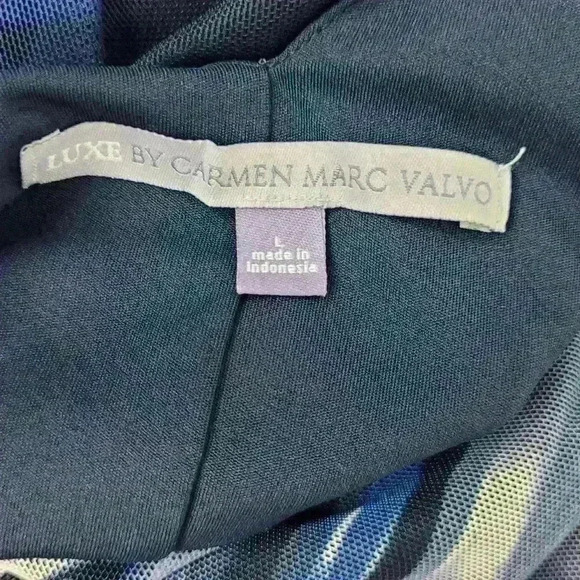 LUXE BY CARMEN MARC VALVO
L
made in
Indonesia